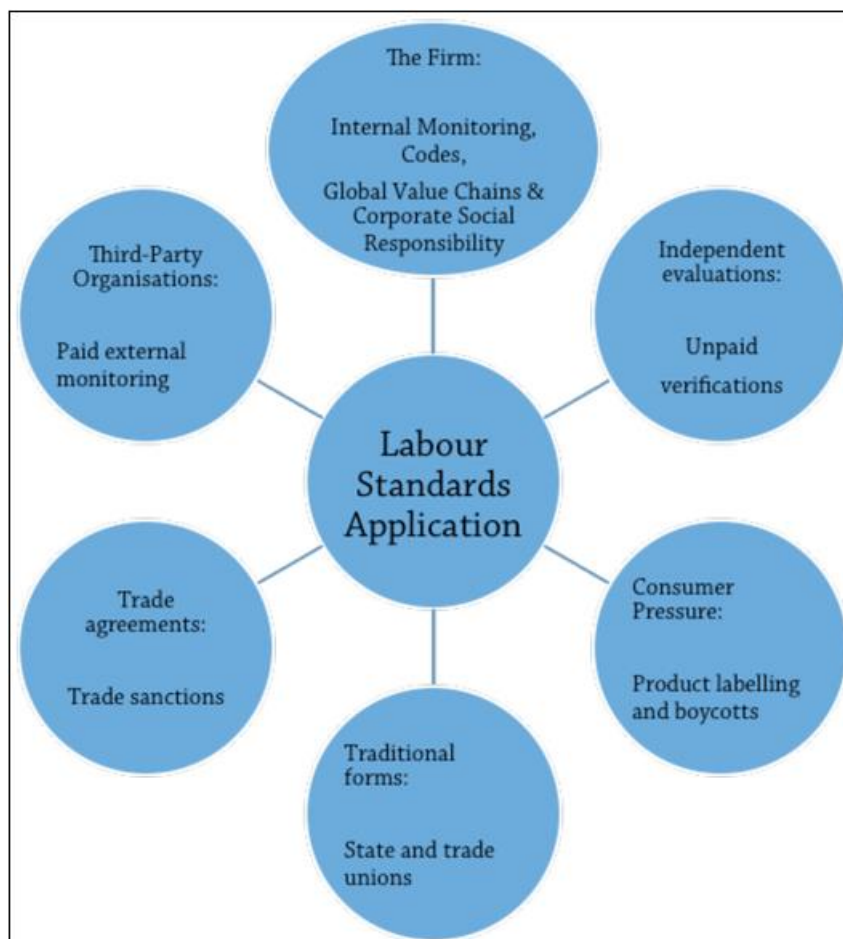 The Firm:
Internal Monitoring,
Codes,
Global Value Chains &
Corporate Social
Responsibility
Third-Party
Organisations:
Paid external
monitoring
Independent
evaluations:
Unpaid
verifications
Labour
Standards
Application
Trade
agreements:
Trade sanctions
Consumer
Pressure:
Product labelling
and boycotts
Traditional
forms:
State and trade
unions